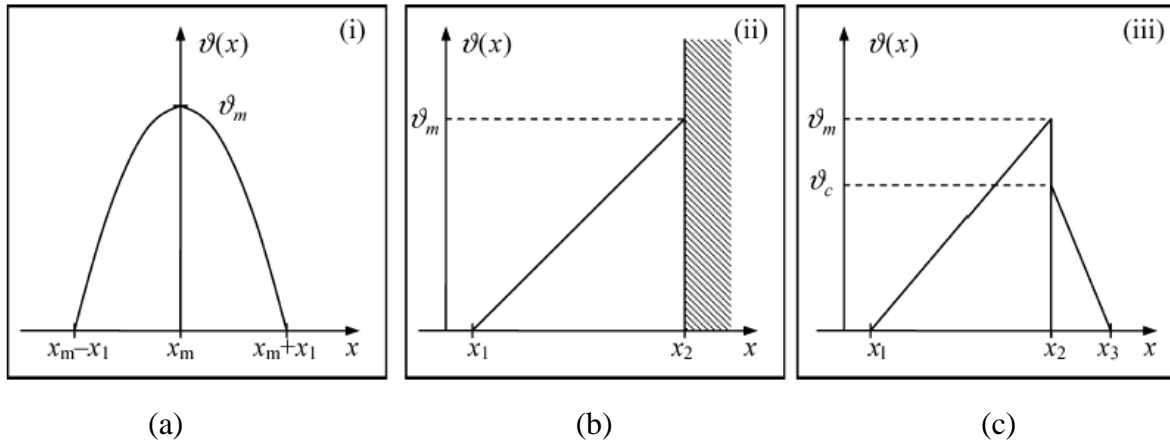 (i)
ϑ(x)
ϑm
xm–x1
xm
xm+x1
x
(ii)
ϑ(x)
ϑm
x1
x2
x
(iii)
ϑ(x)
ϑm
ϑc
x1
x2
x3
x
(a)
(b)
(c)